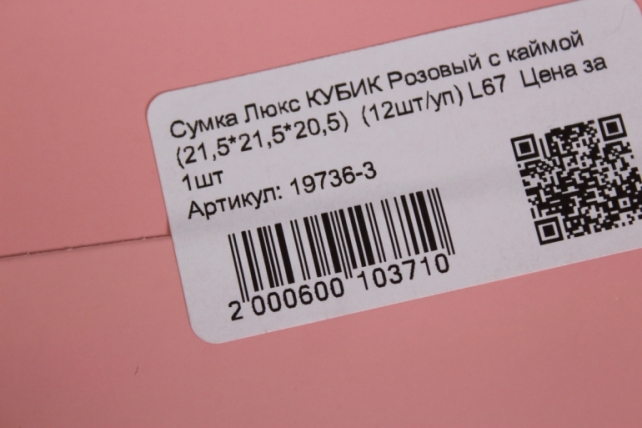 Сумка Люкс КУБИК Розовый с каймой
(21,5*21,5*20,5) (12шт/уп) L67 Цена за
1шт
Артикул: 19736-3
2 000600 103710